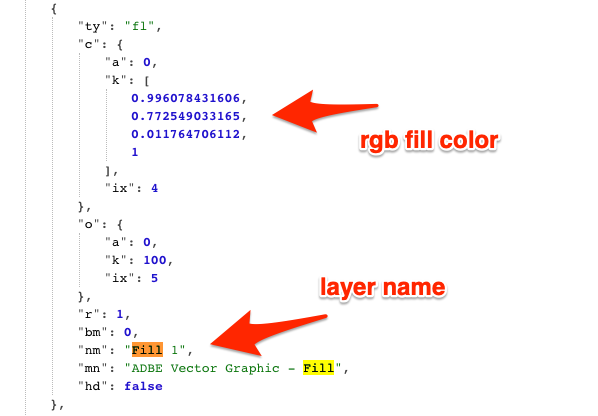 {
"ty": "fl",
"c": {
"a": 0,
"k": [
0.996078431606,
0.772549033165,
0.011764706112,
1
],
"ix": 4
},
"o": {
"a": 0,
"k": 100,
"ix": 5
},
"r": 1,
"bm": 0,
"nm": "Fill 1",
"mn": "ADBE Vector Graphic - Fill",
"hd": false
},
rgb fill color
layer name